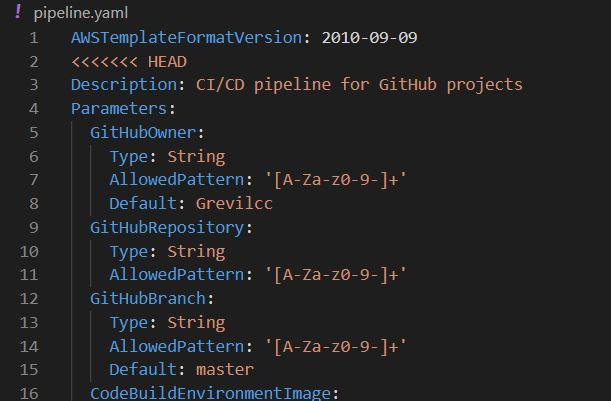 ! pipeline.yaml
1 AWSTemplateFormatVersion: 2010-09-09
2 <<<<<<< HEAD
3 Description: CI/CD pipeline for GitHub projects
4 Parameters:
5 GitHubOwner:
6 Type: String
7 AllowedPattern: '[A-Za-z0-9-]+'
8 Default: Grevilcc
9 GitHubRepository:
10 Type: String
11 AllowedPattern: '[A-Za-z0-9-]+'
12 GitHubBranch:
13 Type: String
14 AllowedPattern: '[A-Za-z0-9-]+'
15 Default: master
16 CodeBuildEnvironmentImage: